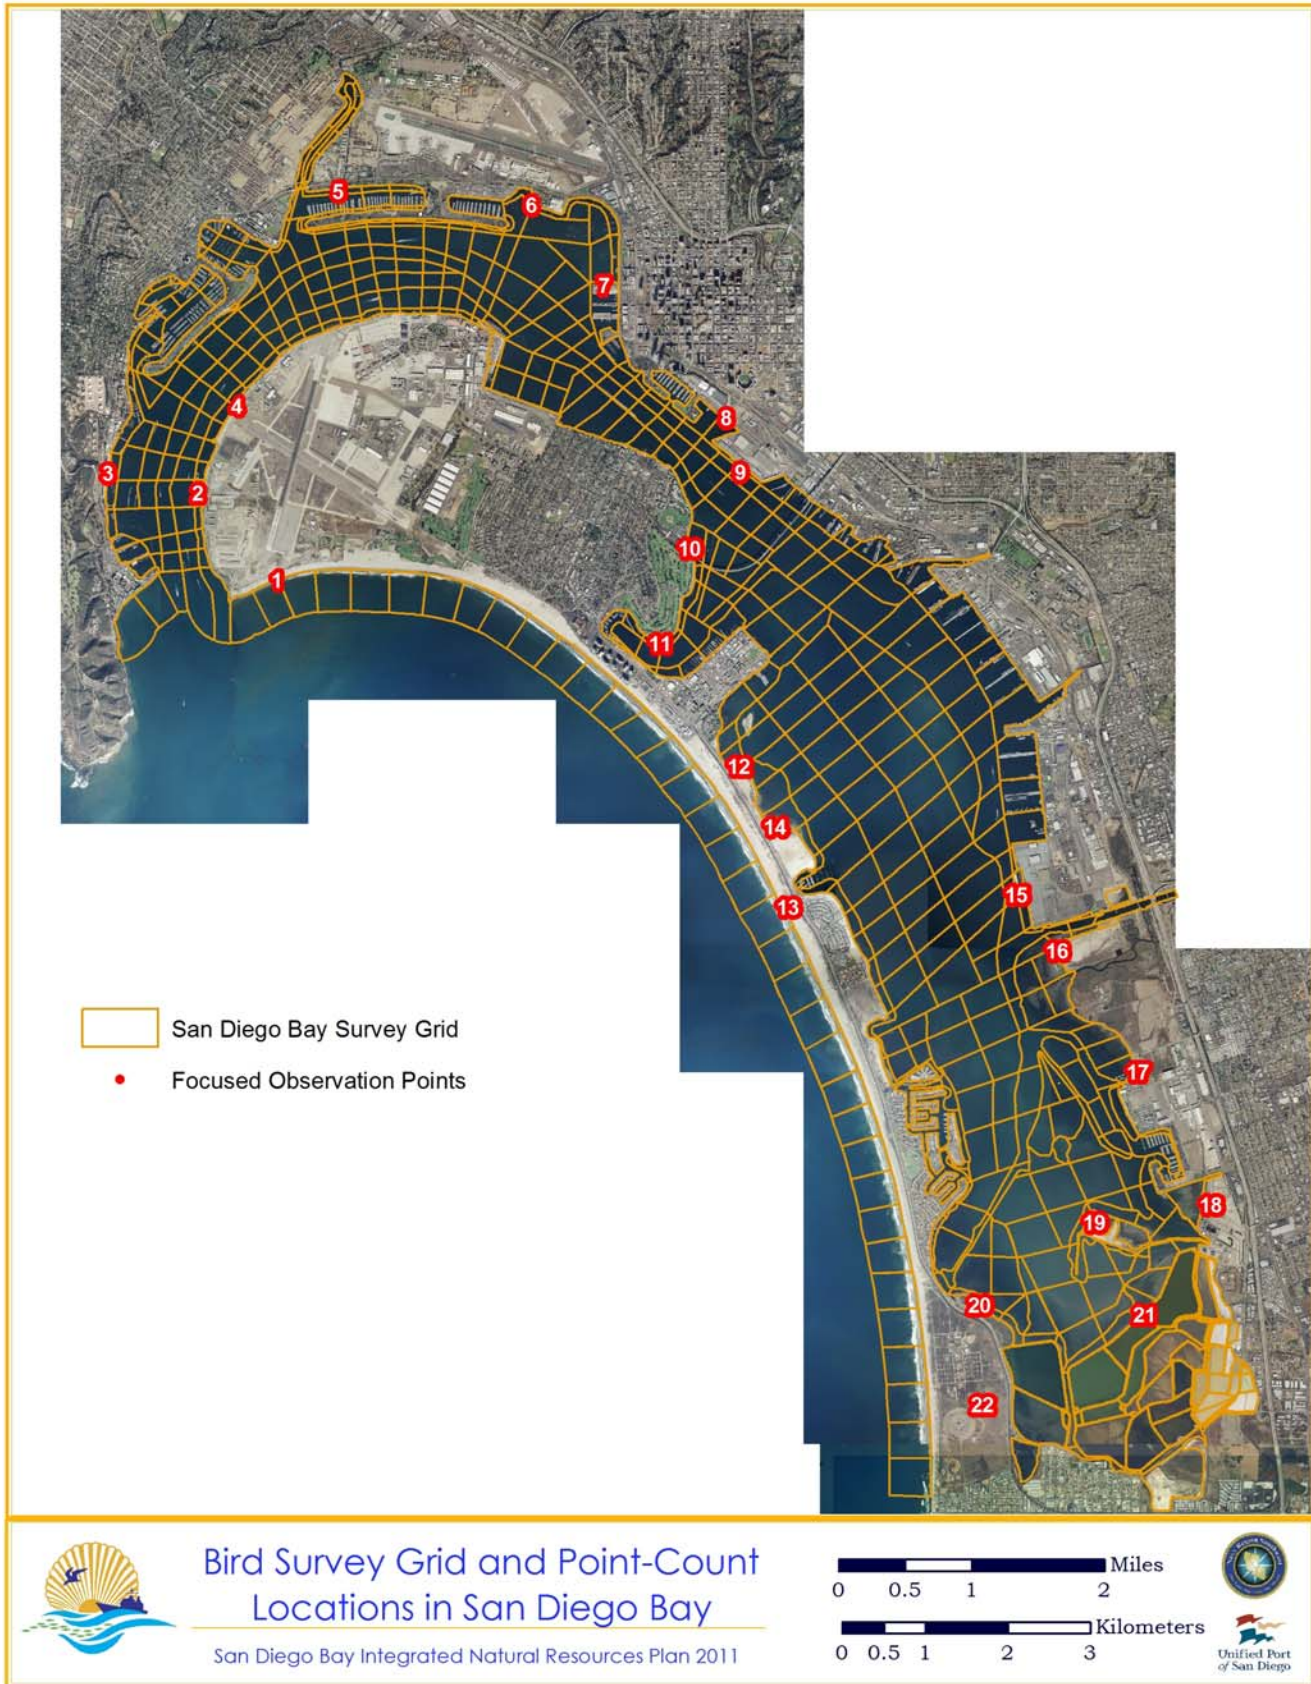 5
6
7
4
8
3
9
2
10
1
11
12
14
15
13
16
San Diego Bay Survey Grid
Focused Observation Points
17
18
19
20
21
22
Bird Survey Grid and Point-Count
Locations in San Diego Bay
San Diego Bay Integrated Natural Resources Plan 2011
Miles
0 0.5 1 2
Kilometers
0 0.5 1 2 3
Unified Port
of San Diego